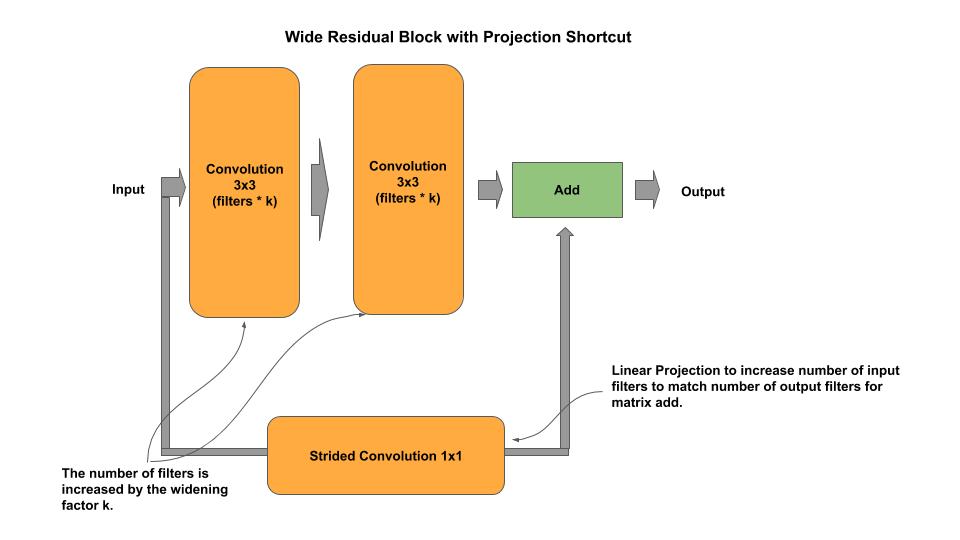 Wide Residual Block with Projection Shortcut
Input
Convolution
3x3
(filters * k)
Convolution
3x3
(filters * k)
Add
Output
Linear Projection to increase number of input
filters to match number of output filters for
matrix add.
Strided Convolution 1x1
The number of filters is
increased by the widening
factor k.